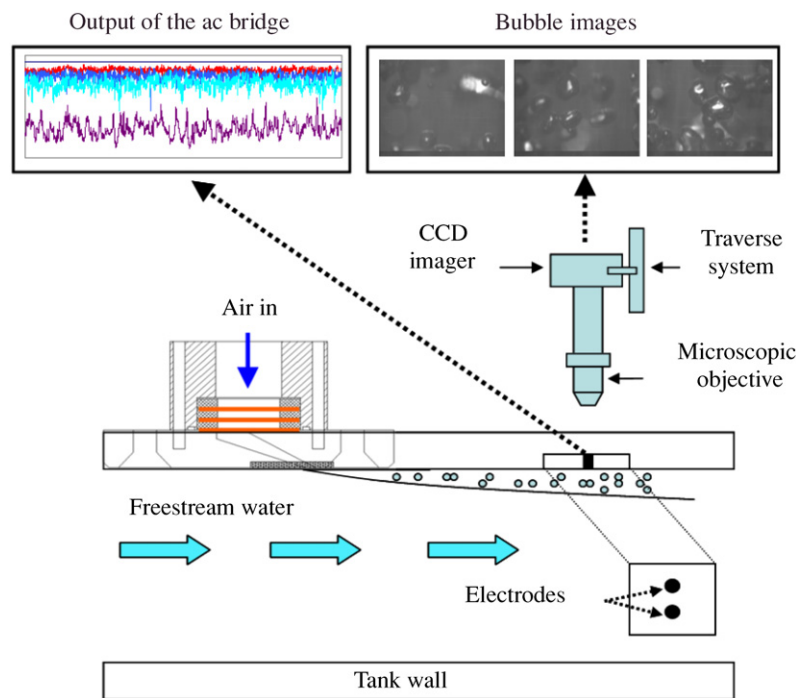 Output of the ac bridge
Bubble images
CCD
imager
Traverse
system
Air in
Microscopic
objective
Freestream water
Electrodes
Tank wall